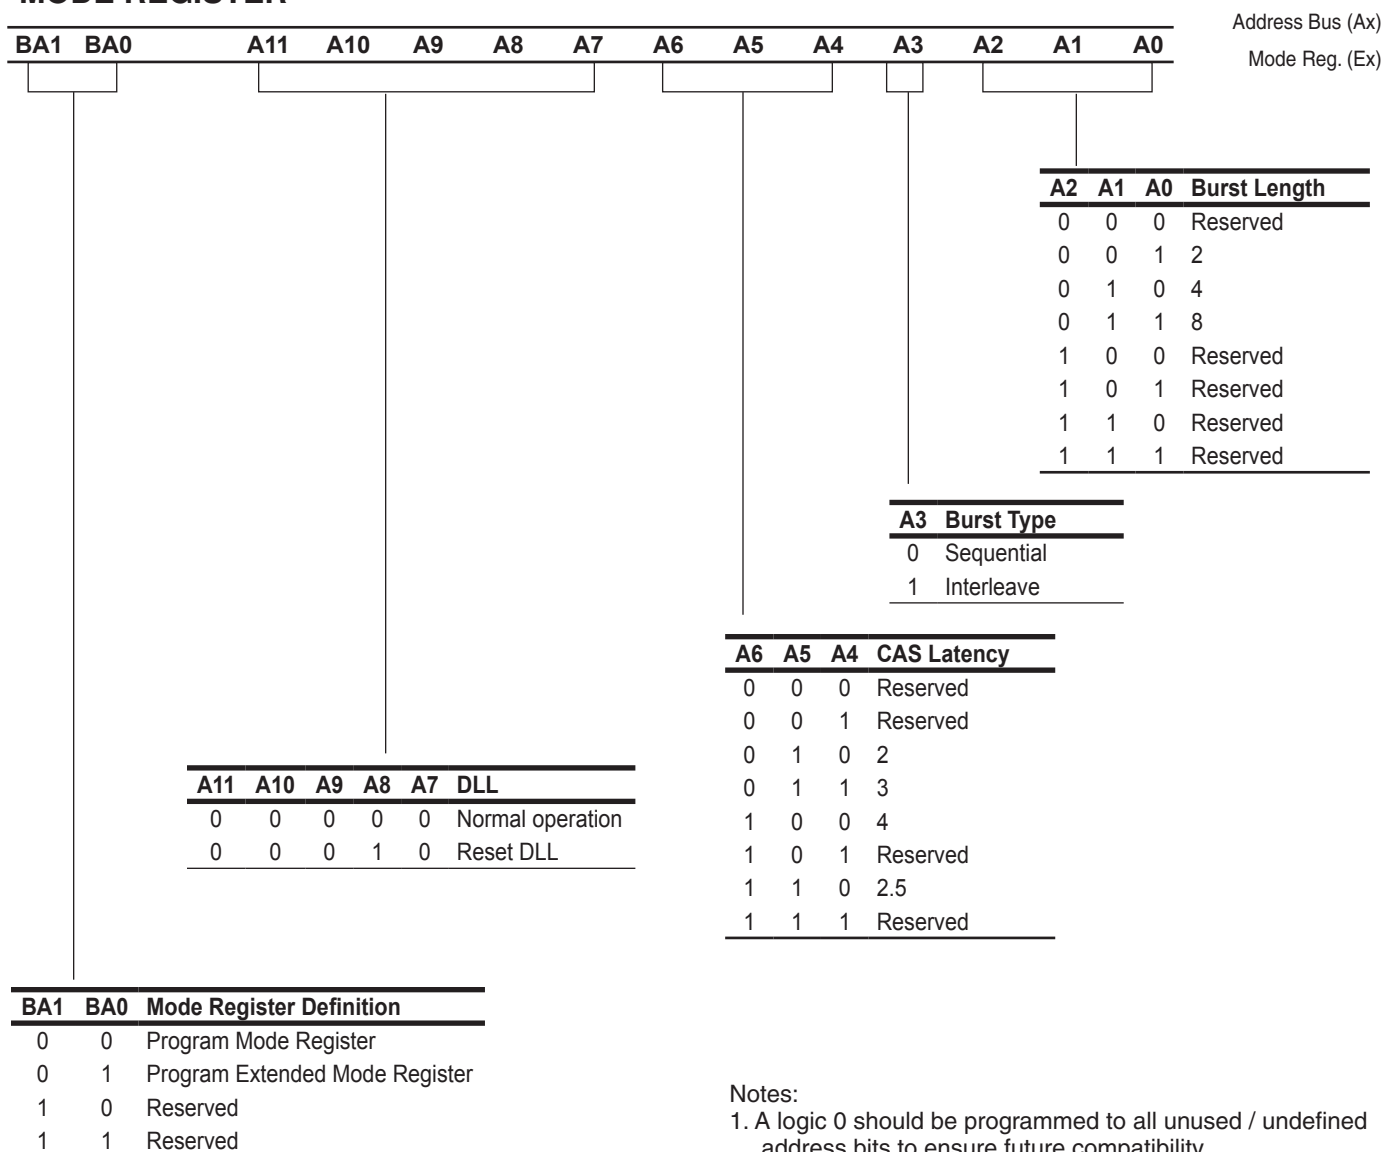 Address Bus (Ax)
BA1 BA0 A11 A10 A9 A8 A7 A6 A5 A4 A3 A2 A1 A0
Mode Reg. (Ex)
A2 A1 A0 Burst Length
0 0 0 Reserved
0 0 1 2
0 1 0 4
0 1 1 8
1 0 0 Reserved
1 0 1 Reserved
1 1 0 Reserved
1 1 1 Reserved
A3 Burst Type
0 Sequential
1 Interleave
A6 A5 A4 CAS Latency
0 0 0 Reserved
0 0 1 Reserved
0 1 0 2
0 1 1 3
1 0 0 4
1 0 1 Reserved
1 1 0 2.5
1 1 1 Reserved
A11 A10 A9 A8 A7 DLL
0 0 0 0 0 Normal operation
0 0 0 1 0 Reset DLL
BA1 BA0 Mode Register Definition
0 0 Program Mode Register
0 1 Program Extended Mode Register
1 0 Reserved
1 1 Reserved
Notes:
1. A logic 0 should be programmed to all unused / undefined
address bits to ensure future compatibility